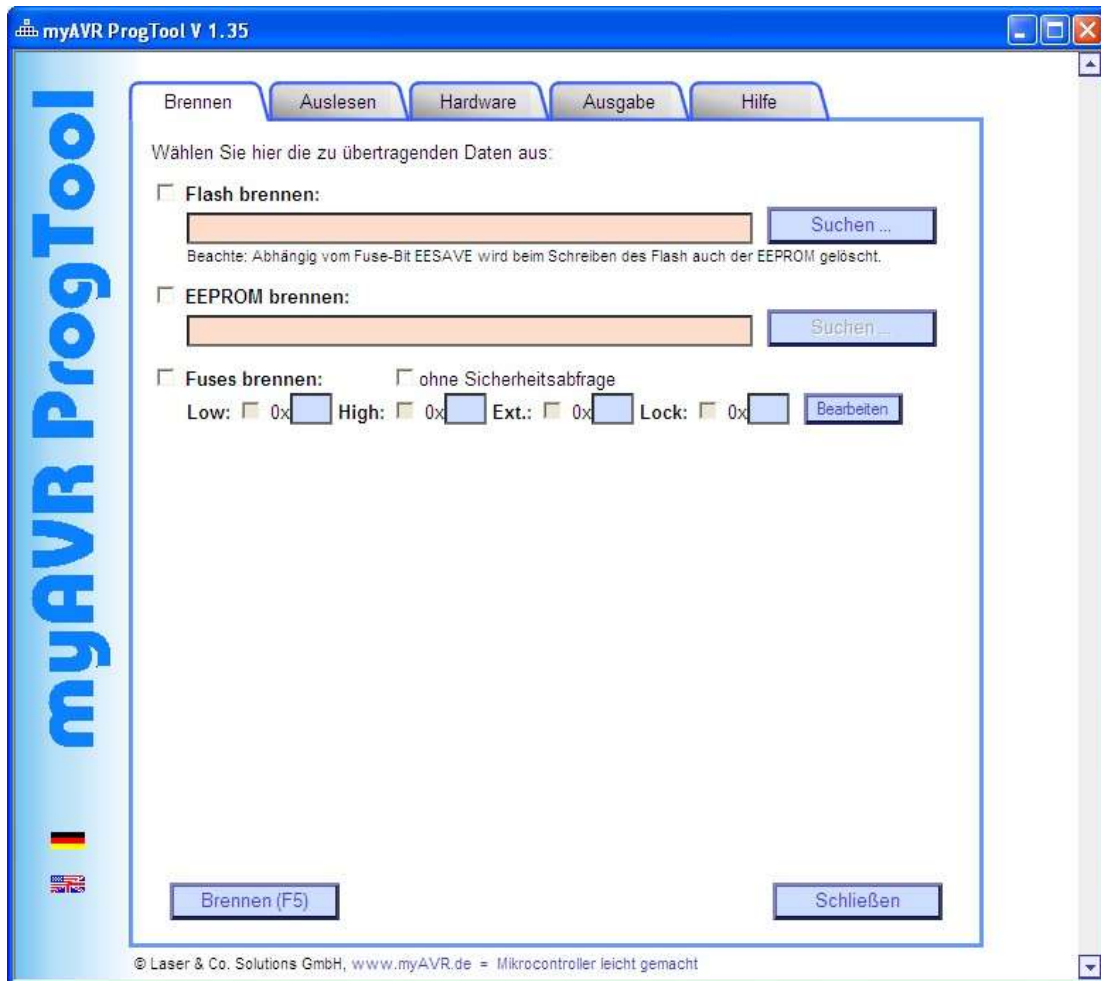 myAVR ProgTool V 1.35
myAVR ProgTool
Brennen Auslesen Hardware Ausgabe Hilfe
Wählen Sie hier die zu übertragenden Daten aus:
Flash brennen:
Suchen ...
Beachte: Abhängig vom Fuse-Bit EESAVE wird beim Schreiben des Flash auch der EEPROM gelöscht.
EEPROM brennen:
Suchen ...
Fuses brennen: ohne Sicherheitsabfrage
Low: 0x High: 0x Ext.: 0x Lock: 0x Bearbeiten
Brennen (F5) Schließen
© Laser & Co. Solutions GmbH, www.myAVR.de = Mikrocontroller leicht gemacht